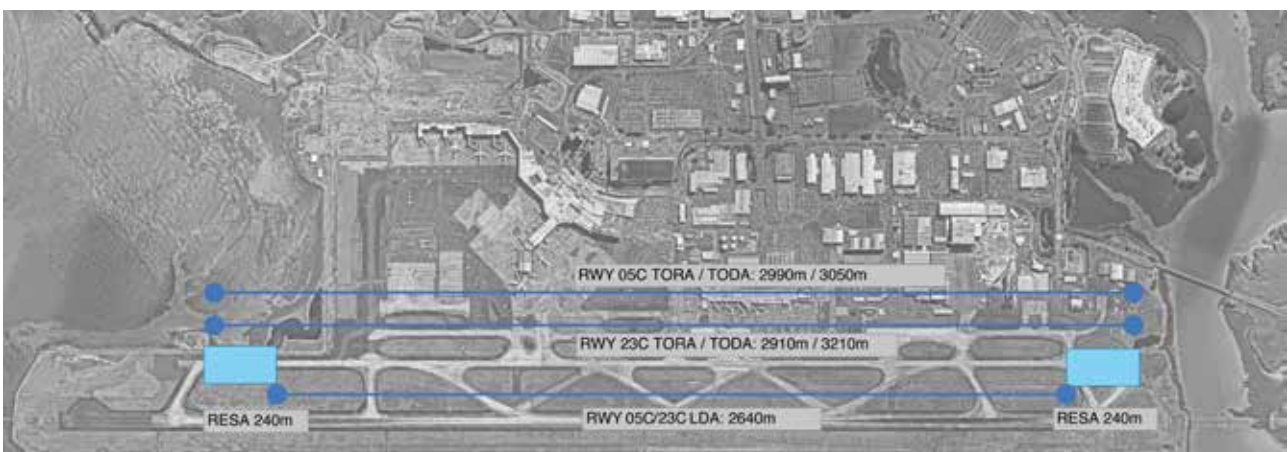 RWY 05C TORA / TODA: 2990m / 3050m
RWY 23C TORA / TODA: 2910m / 3210m
RESA 240m
RWY 05C/23C LDA: 2640m
RESA 240m